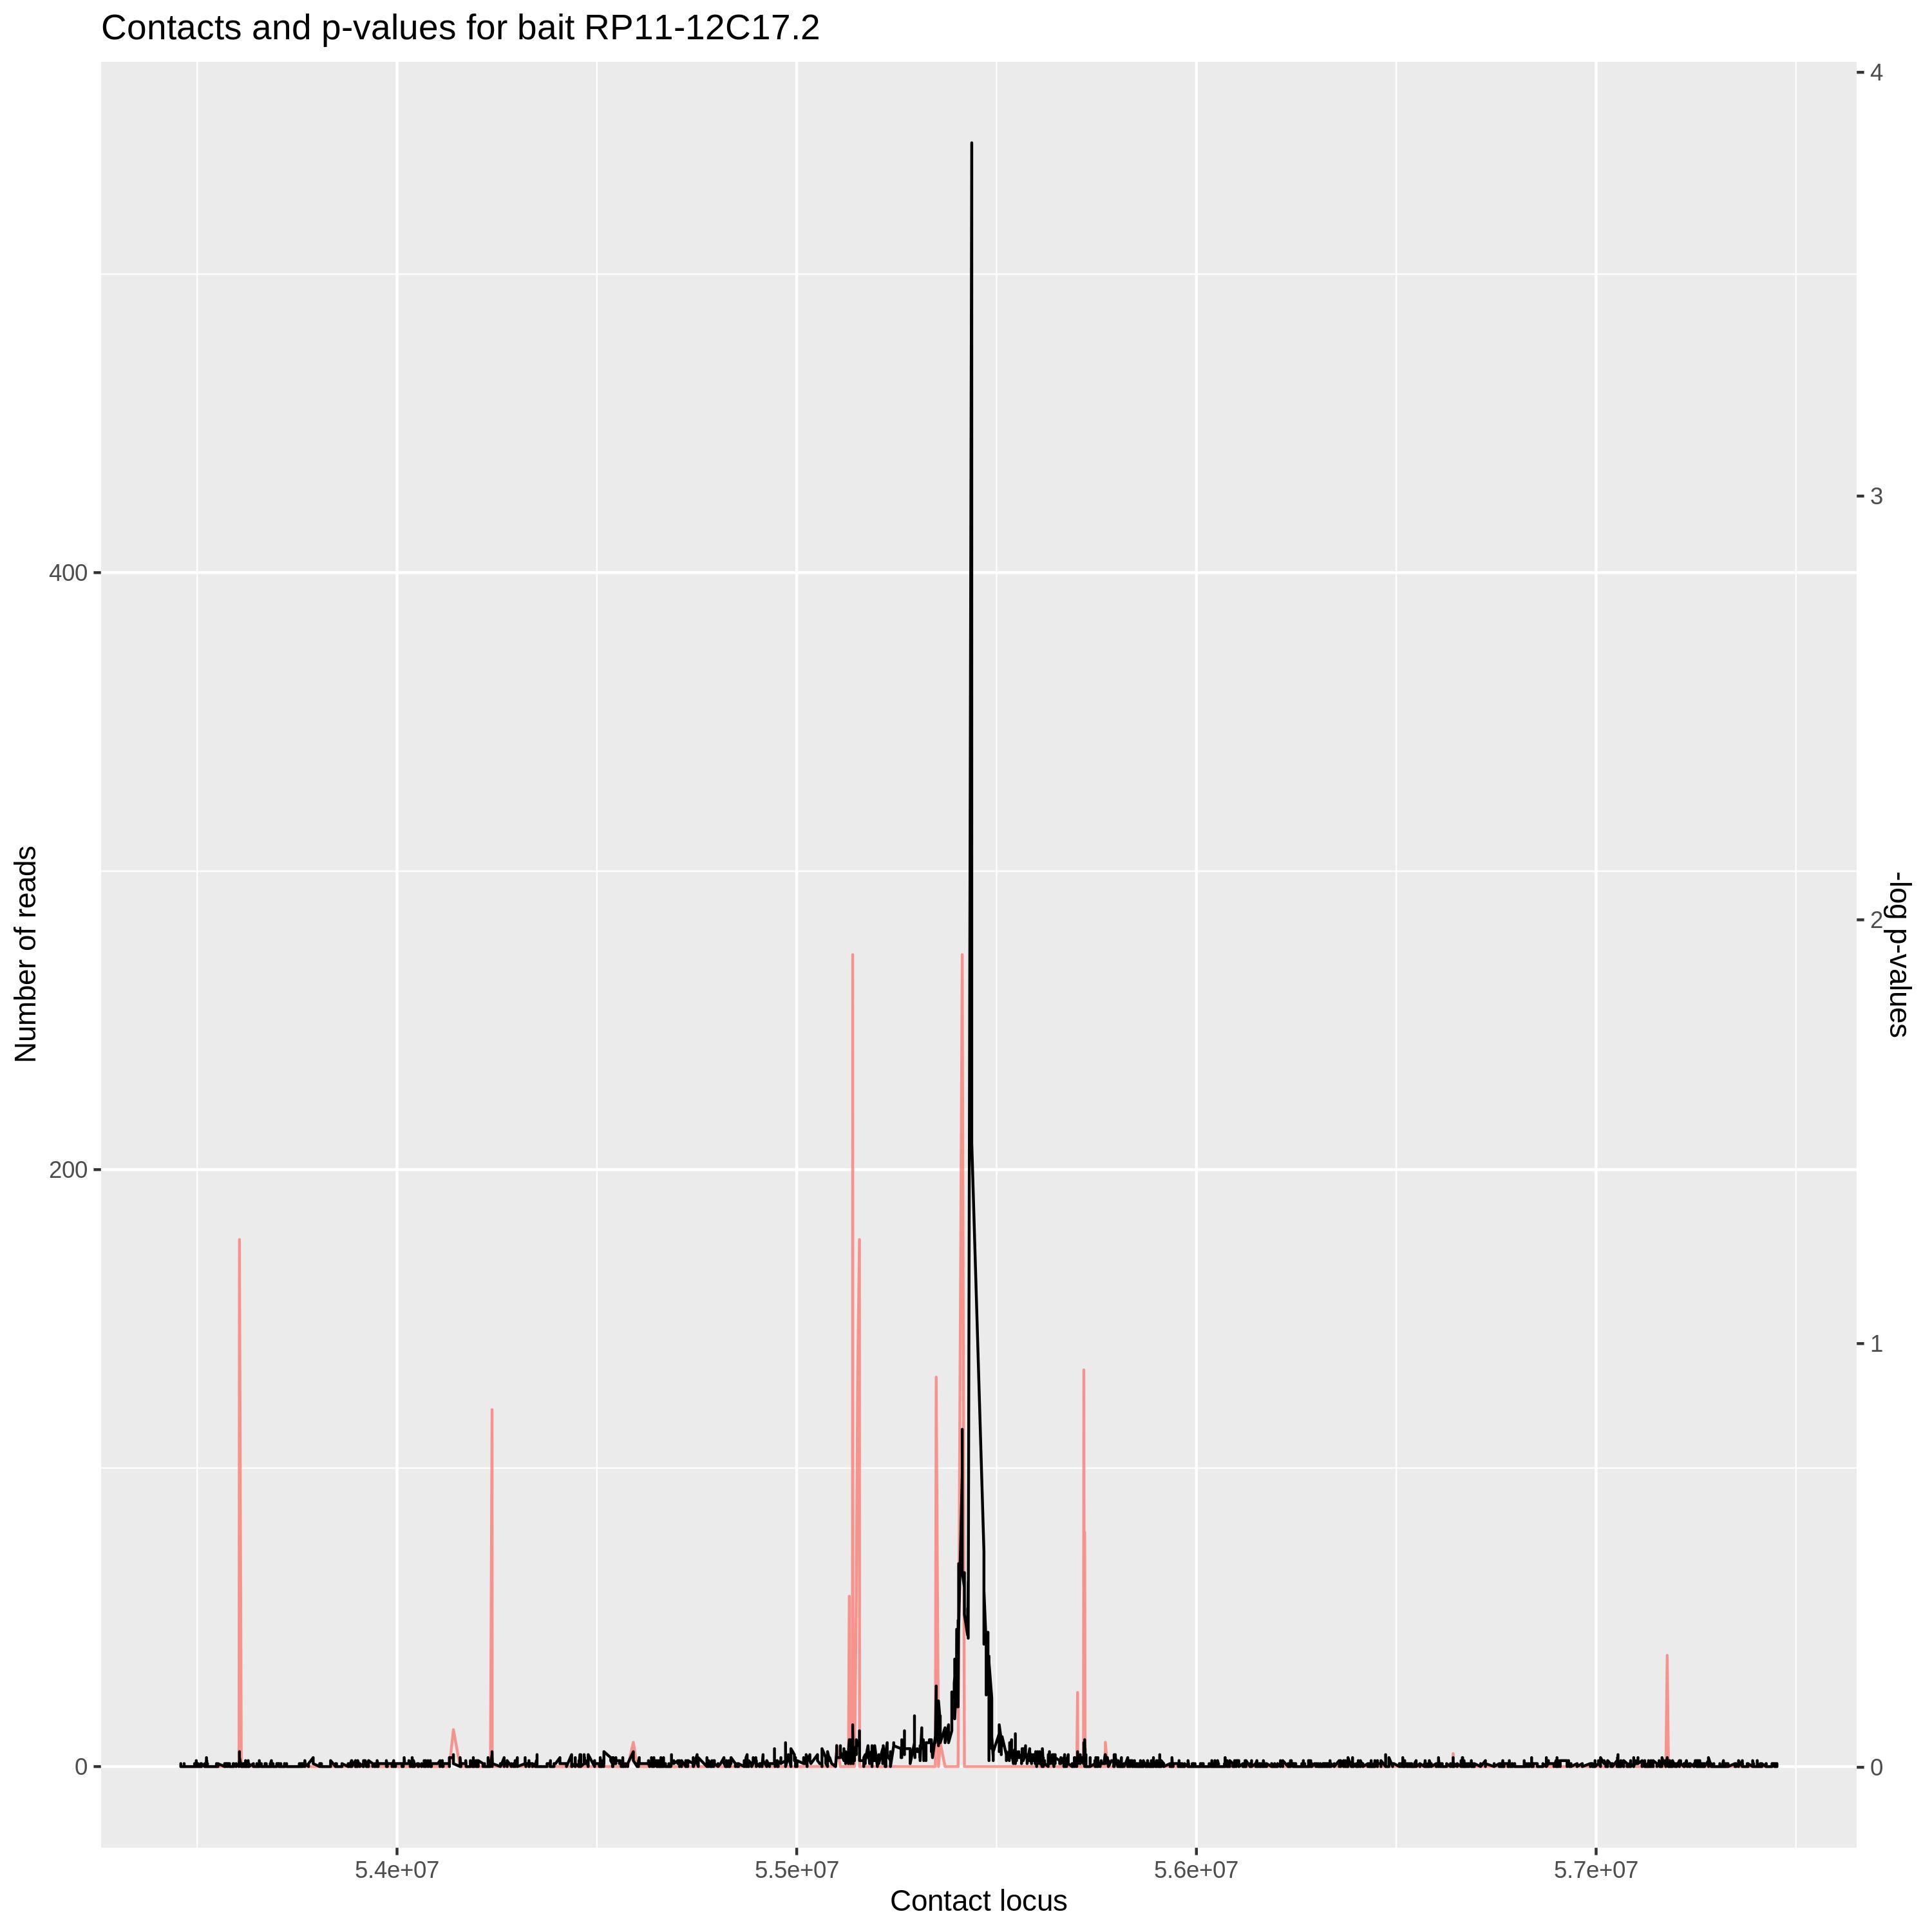 Contacts and p-values for bait RP11-12C17.2
Number of reads
400
200
0
4
3
2
1
0
-log p-values
5.4e+07 5.5e+07 5.6e+07 5.7e+07
Contact locus